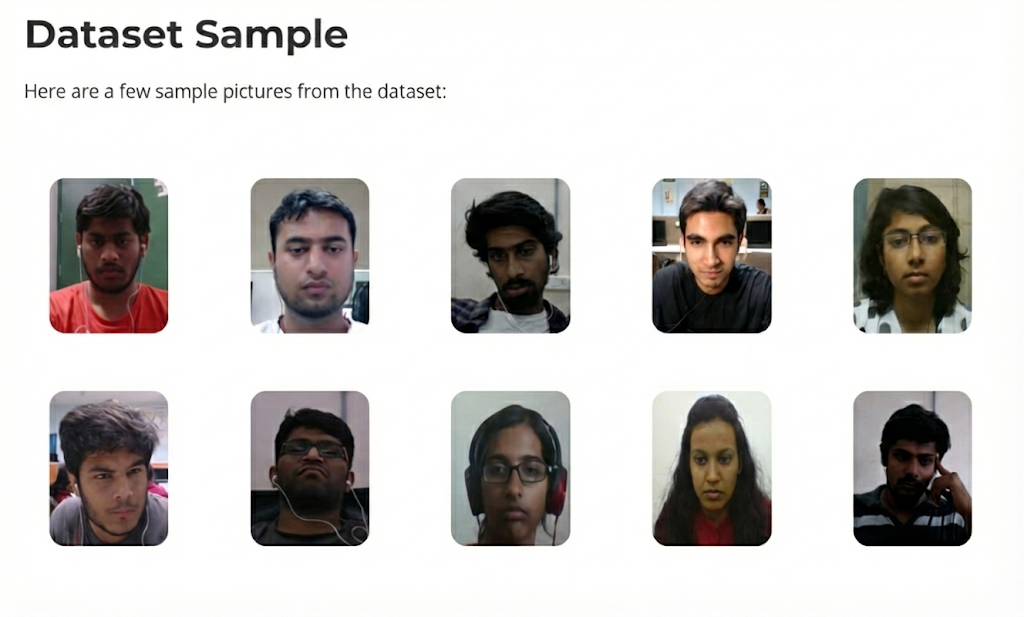 Dataset Sample
Here are a few sample pictures from the dataset: